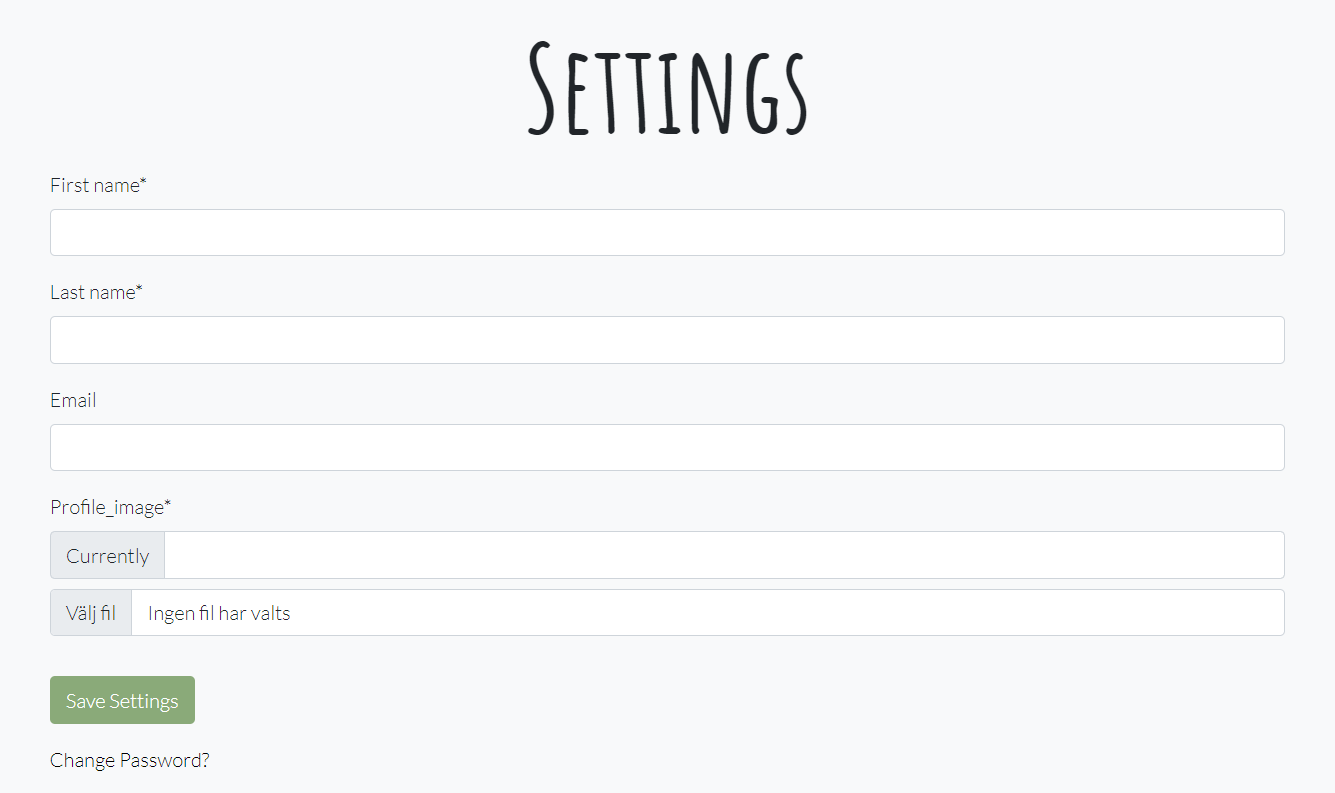 Settings
First name*
Last name*
Email
Profile_image*
Currently
Välj fil Ingen fil har valts
Save Settings
Change Password?